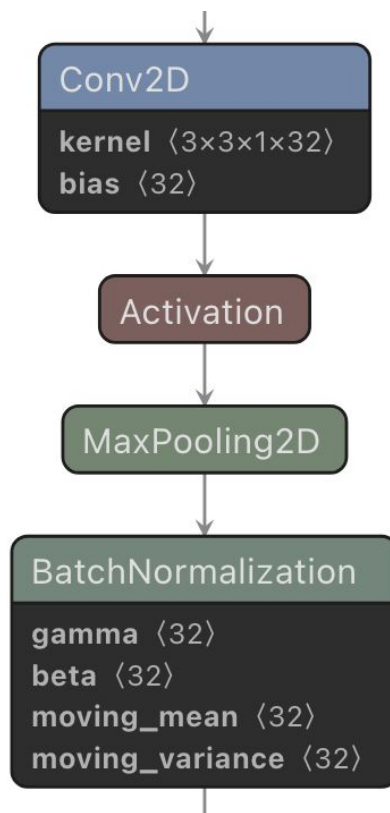 Conv2D
kernel 〈3×3×1×32〉
bias 〈32〉
Activation
MaxPooling2D
BatchNormalization
gamma 〈32〉
beta 〈32〉
moving_mean 〈32〉
moving_variance 〈32〉